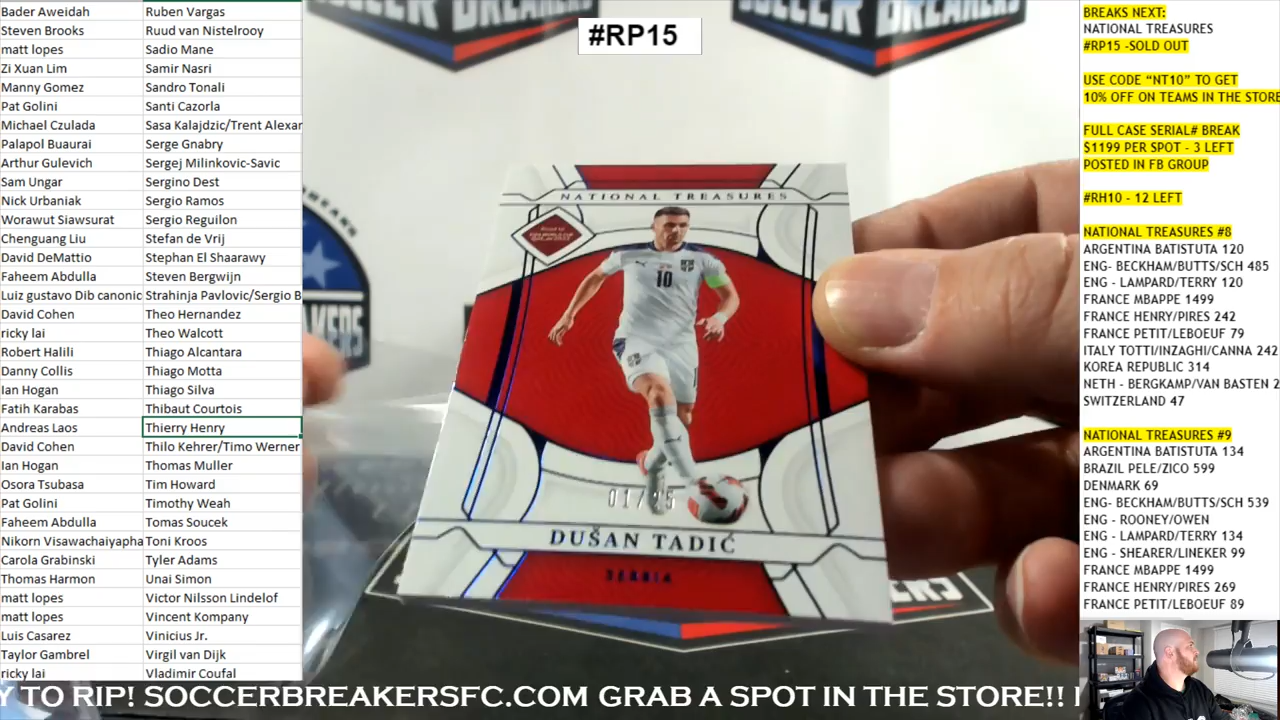 Bader Aweidah Ruben Vargas
Steven Brooks Ruud van Nistelrooy
matt lopes Sadio Mane
Zi Xuan Lim Samir Nasri
Manny Gomez Sandro Tonali
Pat Golini Santi Cazorla
Michael Czulada Sasa Kalajdzic/Trent Alexar
Palapol Buaurai Serge Gnabry
Arthur Gulevich Sergej Milinkovic-Savic
Sam Ungar Sergino Dest
Nick Urbaniak Sergio Ramos
Worawut Siawsurat Sergio Reguilon
Chenguang Liu Stefan de Vrij
David DeMattio Stephan El Shaarawy
Faheem Abdulla Steven Bergwijn
Luiz gustavo Dib canonic Strahinja Pavlovic/Sergio B
David Cohen Theo Hernandez
ricky lai Theo Walcott
Robert Halili Thiago Alcantara
Danny Collis Thiago Motta
Ian Hogan Thiago Silva
Fatih Karabas Thibaut Courtois
Andreas Laos Thierry Henry
David Cohen Thilo Kehrer/Timo Werner
Ian Hogan Thomas Muller
Osora Tsubasa Tim Howard
Pat Golini Timothy Weah
Faheem Abdulla Tomas Soucek
Nikorn Visawachaiyapha Toni Kroos
Carola Grabinski Tyler Adams
Thomas Harmon Unai Simon
matt lopes Victor Nilsson Lindelof
matt lopes Vincent Kompany
Luis Casarez Vinicius Jr.
Taylor Gambrel Virgil van Dijk
ricky lai Vladimir Coufal
#RP15
SOCCER BREAKERS
NATIONAL TREASURES
10
01/25
DUŠAN TADIĆ
SERBIA
BREAKS NEXT:
NATIONAL TREASURES
#RP15 -SOLD OUT
USE CODE “NT10” TO GET
10% OFF ON TEAMS IN THE STORE
FULL CASE SERIAL# BREAK
$1199 PER SPOT - 3 LEFT
POSTED IN FB GROUP
#RH10 - 12 LEFT
NATIONAL TREASURES #8
ARGENTINA BATISTUTA 120
ENG- BECKHAM/BUTTS/SCH 485
ENG - LAMPARD/TERRY 120
FRANCE MBAPPE 1499
FRANCE HENRY/PIRES 242
FRANCE PETIT/LEBOEUF 79
ITALY TOTTI/INZAGHI/CANNA 242
KOREA REPUBLIC 314
NETH - BERGKAMP/VAN BASTEN 2
SWITZERLAND 47
NATIONAL TREASURES #9
ARGENTINA BATISTUTA 134
BRAZIL PELE/ZICO 599
DENMARK 69
ENG- BECKHAM/BUTTS/SCH 539
ENG - ROONEY/OWEN
ENG - LAMPARD/TERRY 134
ENG - SHEARER/LINEKER 99
FRANCE MBAPPE 1499
FRANCE HENRY/PIRES 269
FRANCE PETIT/LEBOEUF 89
Y TO RIP! SOCCERBREAKERSFC.COM GRAB A SPOT IN THE STORE!!